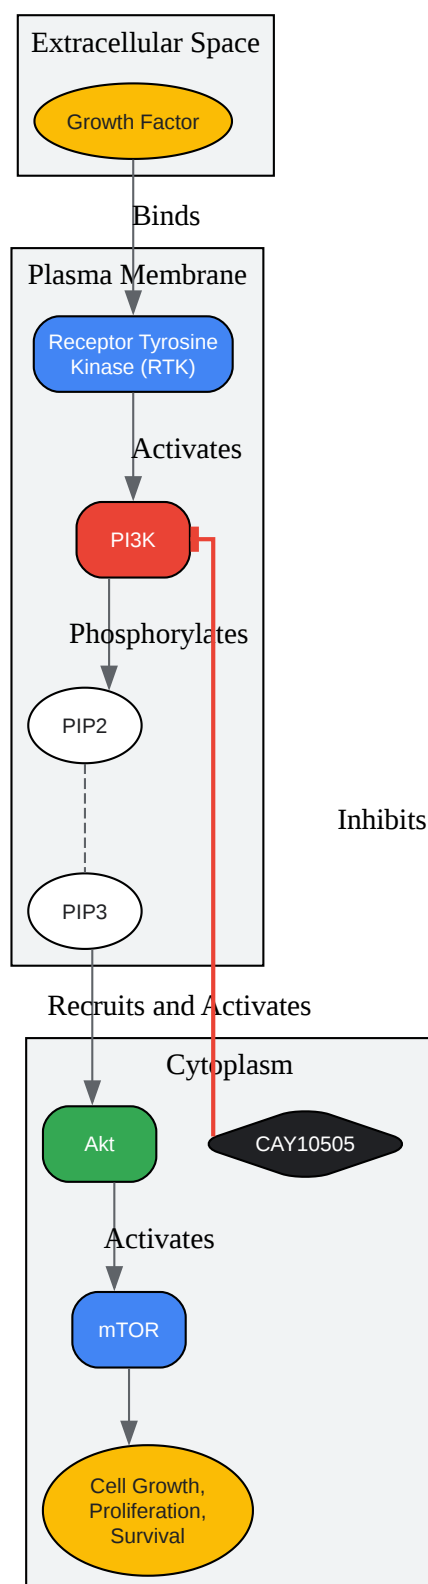 Extracellular Space
Growth Factor
Binds
Plasma Membrane
Receptor Tyrosine
Kinase (RTK)
Activates
PI3K
Phosphorylates
PIP2
Inhibits
PIP3
Recruits and Activates
Cytoplasm
Akt
CAY10505
Activates
mTOR
Cell Growth,
Proliferation,
Survival